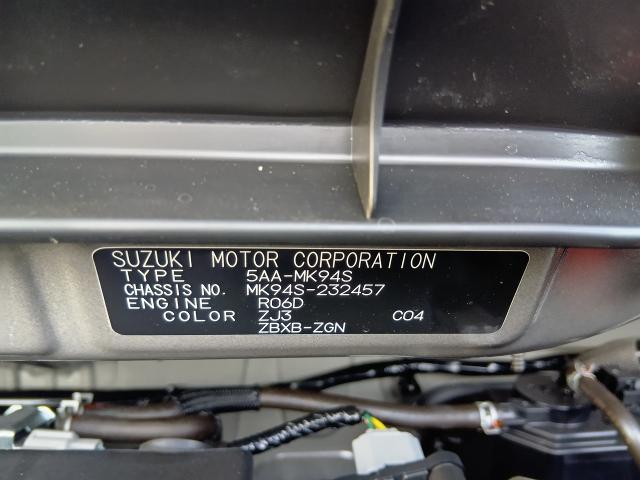 SUZUKI MOTOR CORPORATION
TYPE 5AA-MK94S
CHASSIS NO. MK94S-232457
ENGINE R06D
COLOR ZJ3 C04
ZBXB-ZGN